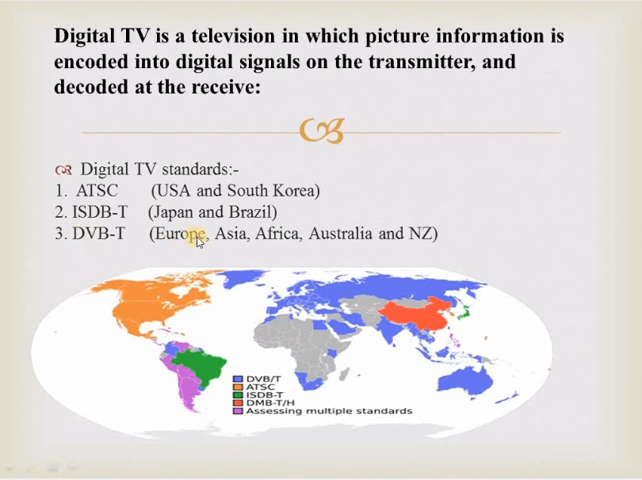 Digital TV is a television in which picture information is
encoded into digital signals on the transmitter, and
decoded at the receive:
Digital TV standards:-
1. ATSC (USA and South Korea)
2. ISDB-T (Japan and Brazil)
3. DVB-T (Europe, Asia, Africa, Australia and NZ)
DVB/T
ATSC
ISDB-T
DMB-T/H
Assessing multiple standards